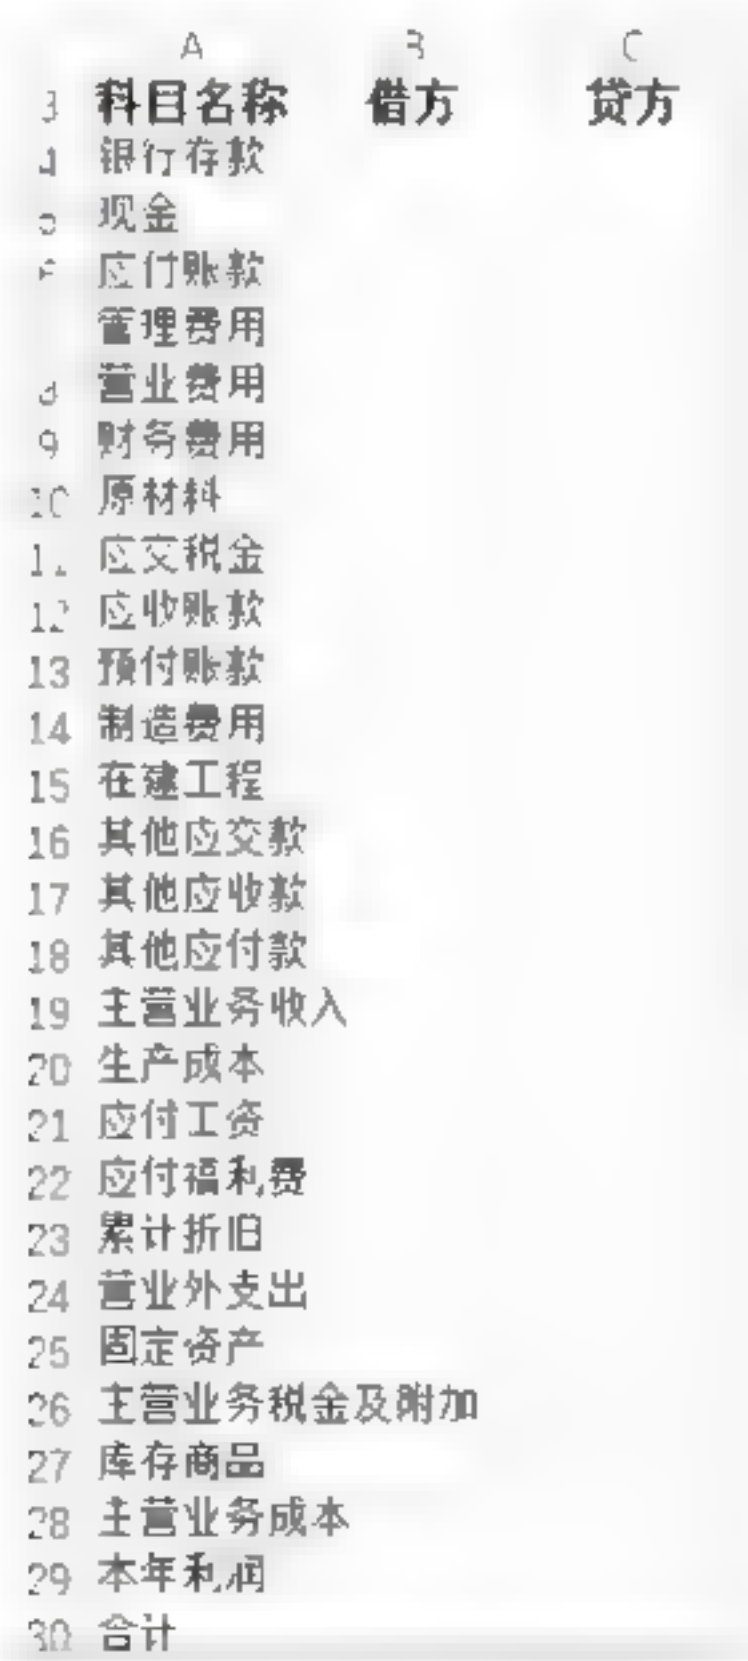 A B C
3 科目名称 借方 贷方
4 银行存款
5 现金
6 应付账款
管理费用
8 营业费用
9 财务费用
10 原材料
11 应交税金
12 应收账款
13 预付账款
14 制造费用
15 在建工程
16 其他应交款
17 其他应收款
18 其他应付款
19 主营业务收入
20 生产成本
21 应付工资
22 应付福利费
23 累计折旧
24 营业外支出
25 固定资产
26 主营业务税金及附加
27 库存商品
28 主营业务成本
29 本年利润
30 合计